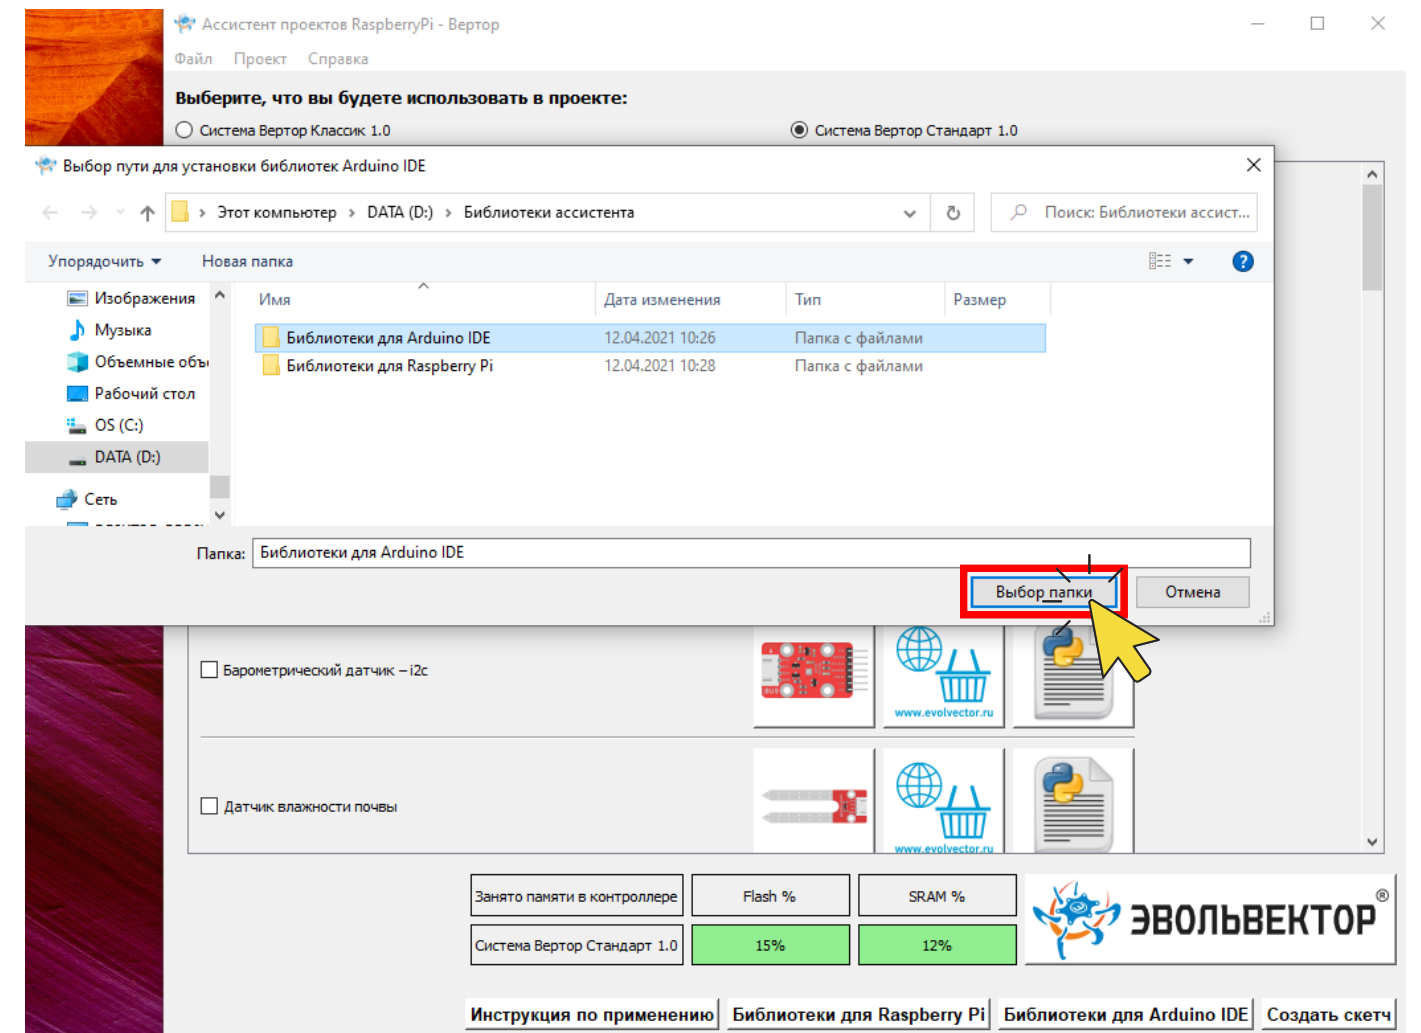 Ассистент проектов RaspberryPi - Вертор
Файл Проект Справка
Выберите, что вы будете использовать в проекте:
Система Вертор Классик 1.0 Система Вертор Стандарт 1.0
Выбор пути для установки библиотек Arduino IDE
Этот компьютер › DATA (D:) › Библиотеки ассистента
Поиск: Библиотеки ассист...
Упорядочить Новая папка
Имя Дата изменения Тип Размер
Изображения
Музыка
Объемные объ
Рабочий стол
OS (C:)
DATA (D:)
Сеть
Библиотеки для Arduino IDE 12.04.2021 10:26 Папка с файлами
Библиотеки для Raspberry Pi 12.04.2021 10:28 Папка с файлами
Папка: Библиотеки для Arduino IDE
Выбор папки Отмена
Барометрический датчик – i2c
BUS
www.evolvector.ru
Датчик влажности почвы
www.evolvector.ru
Занято памяти в контроллере Flash % SRAM %
Система Вертор Стандарт 1.0 15% 12%
ЭВОЛЬВЕКТОР®
Инструкция по применению Библиотеки для Raspberry Pi Библиотеки для Arduino IDE Создать скетч